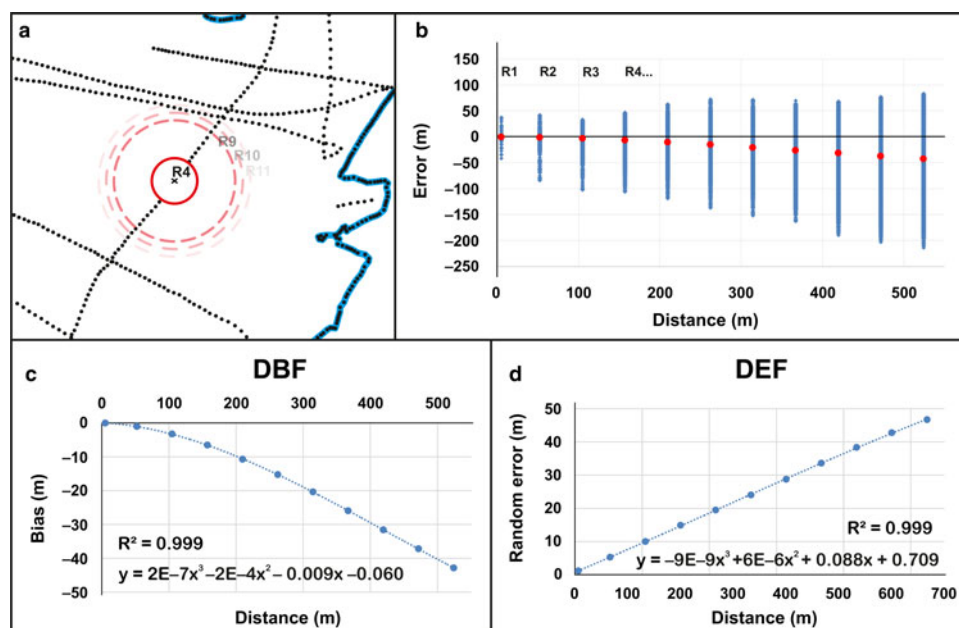 a
R9
R10
R4
R11
b
150
R1 R2 R3 R4...
100
50
0
–50
–100
–150
–200
–250
Error (m)
0 100 200 300 400 500
Distance (m)
c
DBF
0 100 200 300 400 500
0
–10
–20
–30
–40
–50
Bias (m)
R² = 0.999
y = 2E–7x³–2E–4x²– 0.009x –0.060
Distance (m)
d
DEF
50
40
30
20
10
0
Random error (m)
R² = 0.999
y = –9E–9x³+6E–6x²+ 0.088x + 0.709
0 100 200 300 400 500 600 700
Distance (m)